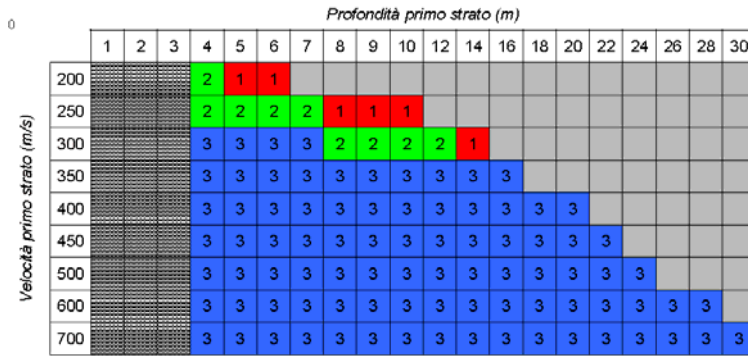 Profondità primo strato (m)
0
1 2 3 4 5 6 7 8 9 10 12 14 16 18 20 22 24 26 28 30
Velocità primo strato (m/s)
200 2 1 1
250 2 2 2 2 1 1 1
300 3 3 3 3 2 2 2 2 1
350 3 3 3 3 3 3 3 3 3 3
400 3 3 3 3 3 3 3 3 3 3 3 3
450 3 3 3 3 3 3 3 3 3 3 3 3 3
500 3 3 3 3 3 3 3 3 3 3 3 3 3 3
600 3 3 3 3 3 3 3 3 3 3 3 3 3 3 3 3
700 3 3 3 3 3 3 3 3 3 3 3 3 3 3 3 3 3